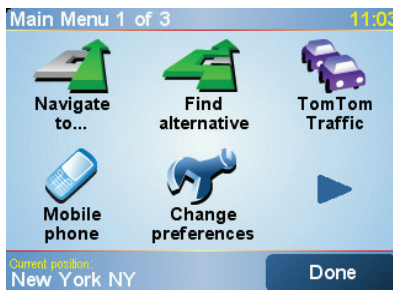 Main Menu 1 of 3 11:03
Navigate
to...
Find
alternative
TomTom
Traffic
Mobile
phone
Change
preferences
Current position:
New York NY
Done